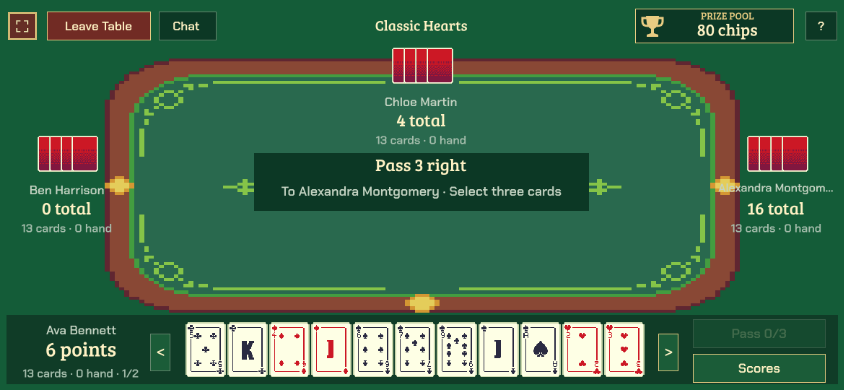 Leave Table
Chat
Classic Hearts
PRIZE POOL
80 chips
?
Chloe Martin
4 total
13 cards · 0 hand
Pass 3 right
To Alexandra Montgomery · Select three cards
Ben Harrison
0 total
13 cards · 0 hand
Alexandra Montgom...
16 total
13 cards · 0 hand
Ava Bennett
6 points
13 cards · 0 hand · 1/2
<
K
J
J
>
Pass 0/3
Scores